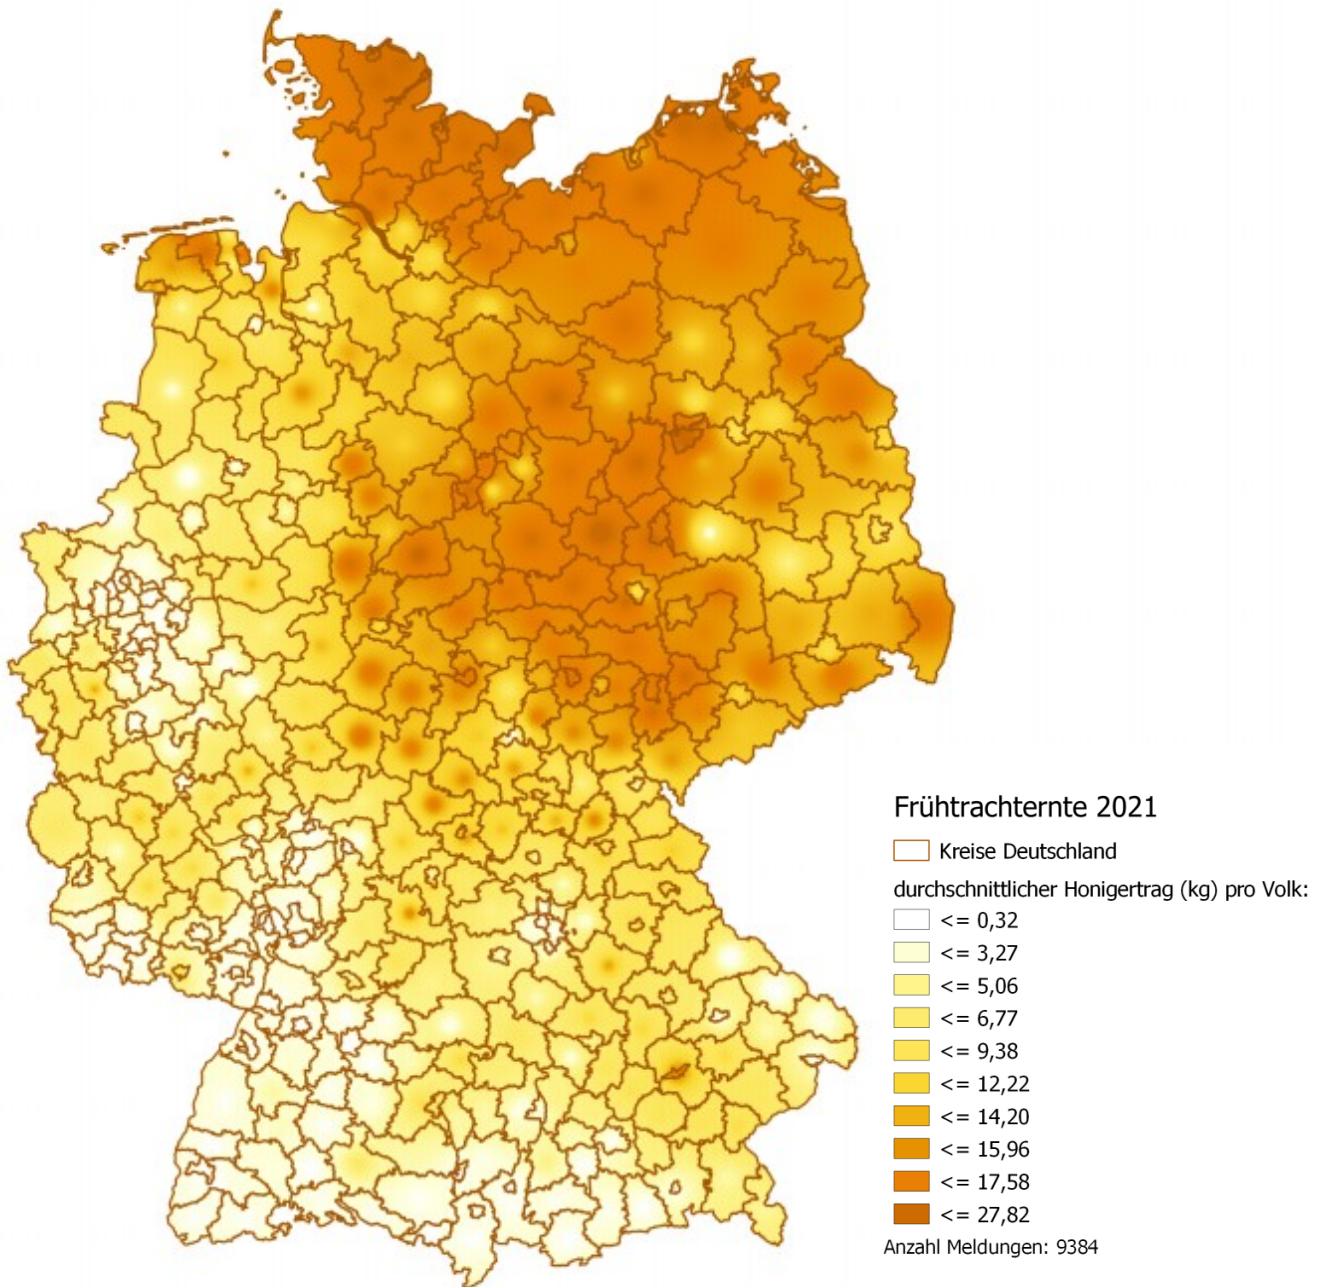 Frühtrachternte 2021
Kreise Deutschland
durchschnittlicher Honigertrag (kg) pro Volk:
<= 0,32
<= 3,27
<= 5,06
<= 6,77
<= 9,38
<= 12,22
<= 14,20
<= 15,96
<= 17,58
<= 27,82
Anzahl Meldungen: 9384